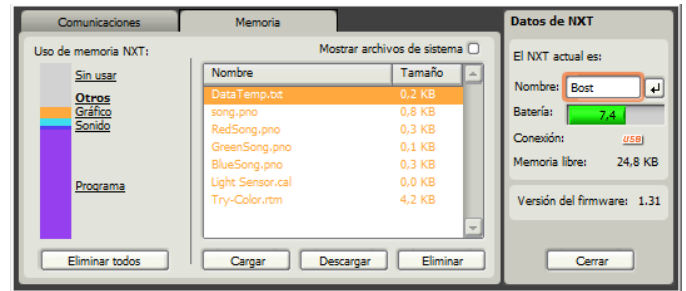 Comunicaciones
Memoria
Uso de memoria NXT:
Sin usar
Otros
Gráfico
Sonido
Programa
Eliminar todos
Mostrar archivos de sistema
Nombre Tamaño
DataTemp.txt 0,2 KB
song.pno 0,8 KB
RedSong.pno 0,3 KB
GreenSong.pno 0,1 KB
BlueSong.pno 0,3 KB
Light Sensor.cal 0,0 KB
Try-Color.rtm 4,2 KB
Cargar Descargar Eliminar
Datos de NXT
El NXT actual es:
Nombre: Bost
Batería: 7,4
Conexión: USB
Memoria libre: 24,8 KB
Versión del firmware: 1.31
Cerrar